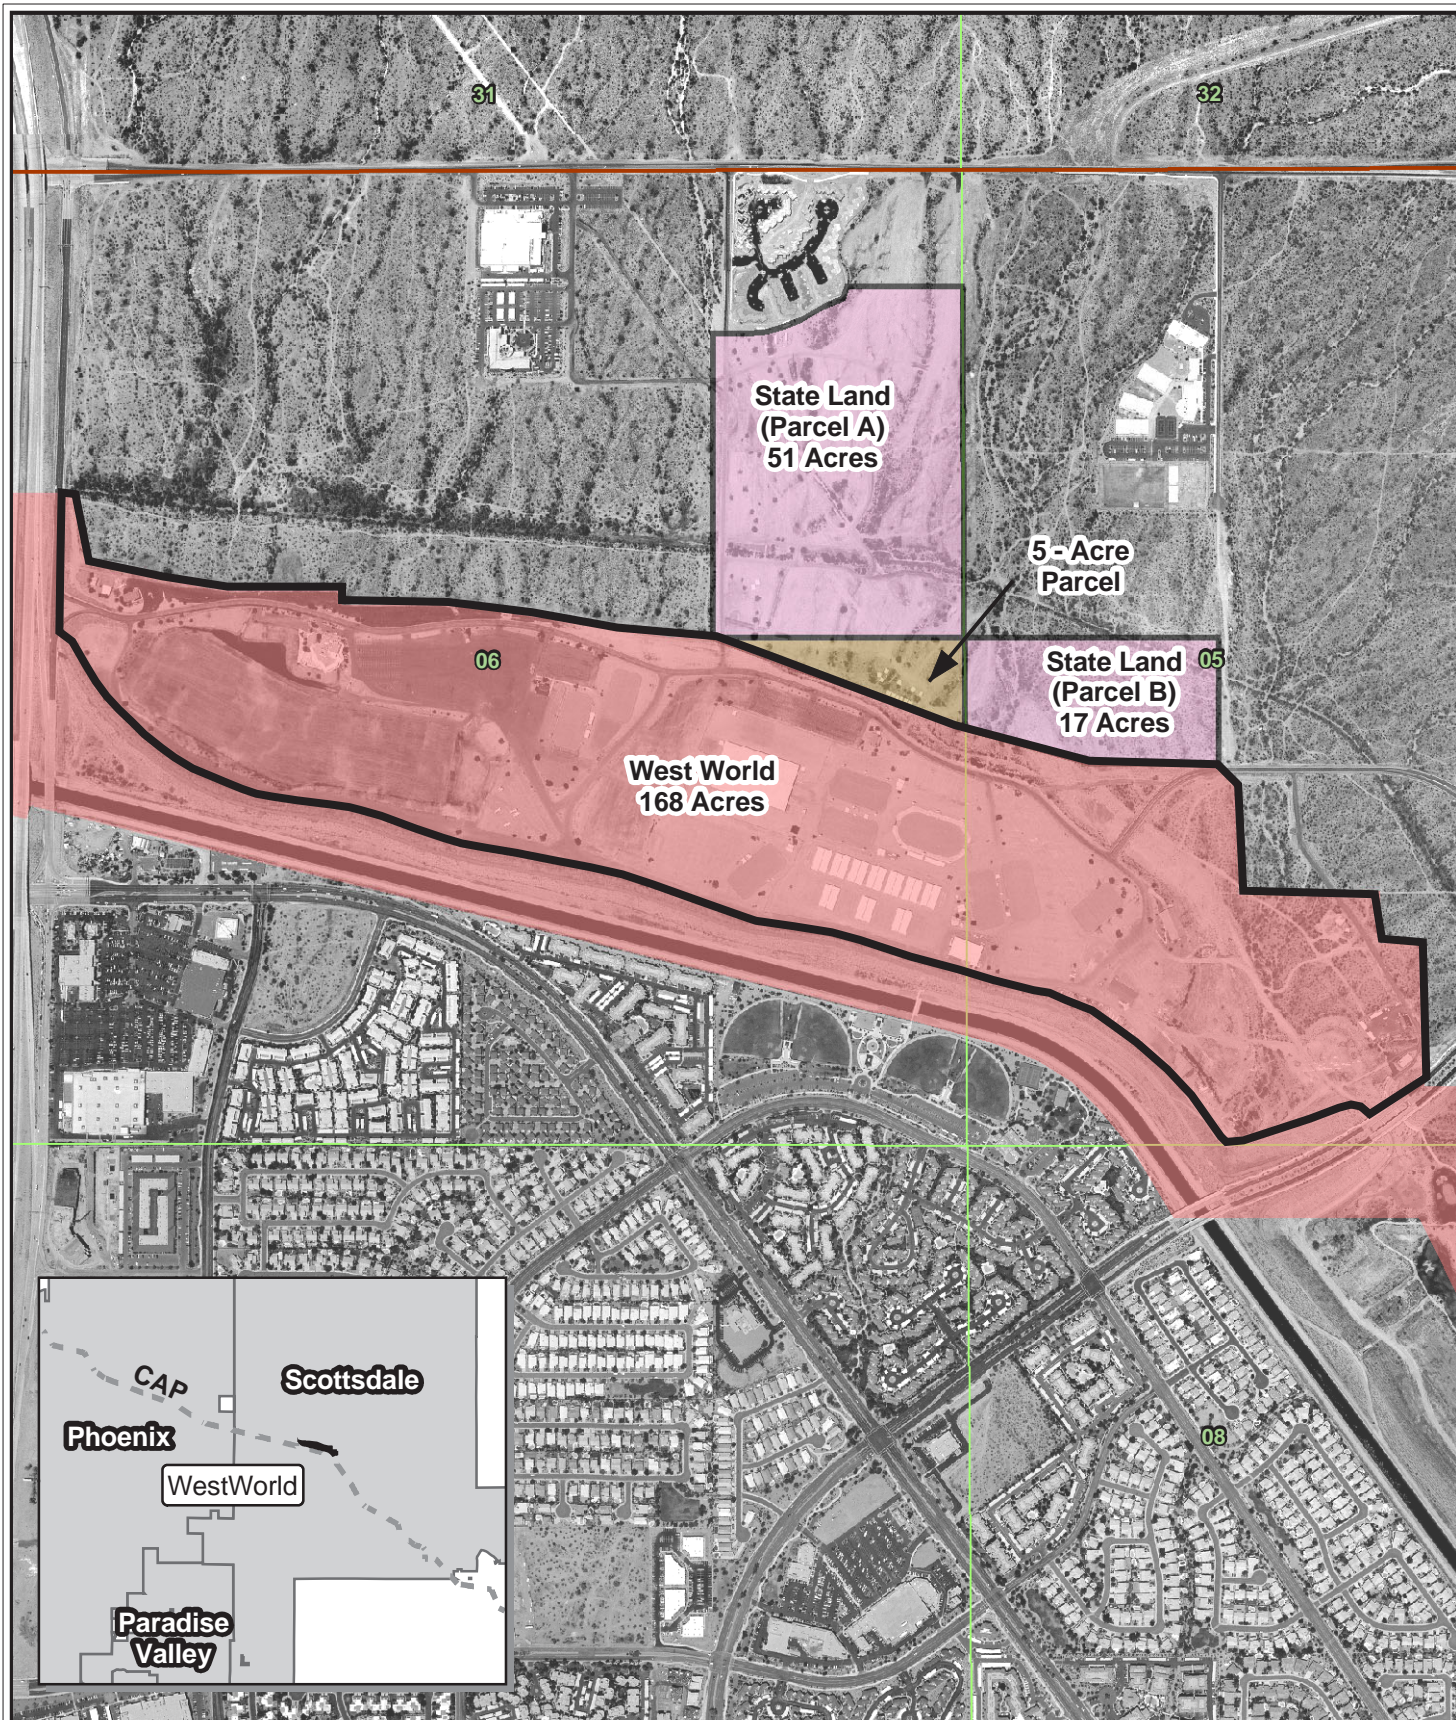 31
32
State Land
(Parcel A)
51 Acres
5 - Acre
Parcel
06
State Land
(Parcel B)
17 Acres
05
West World
168 Acres
CAP
Scottsdale
Phoenix
WestWorld
Paradise
Valley
08